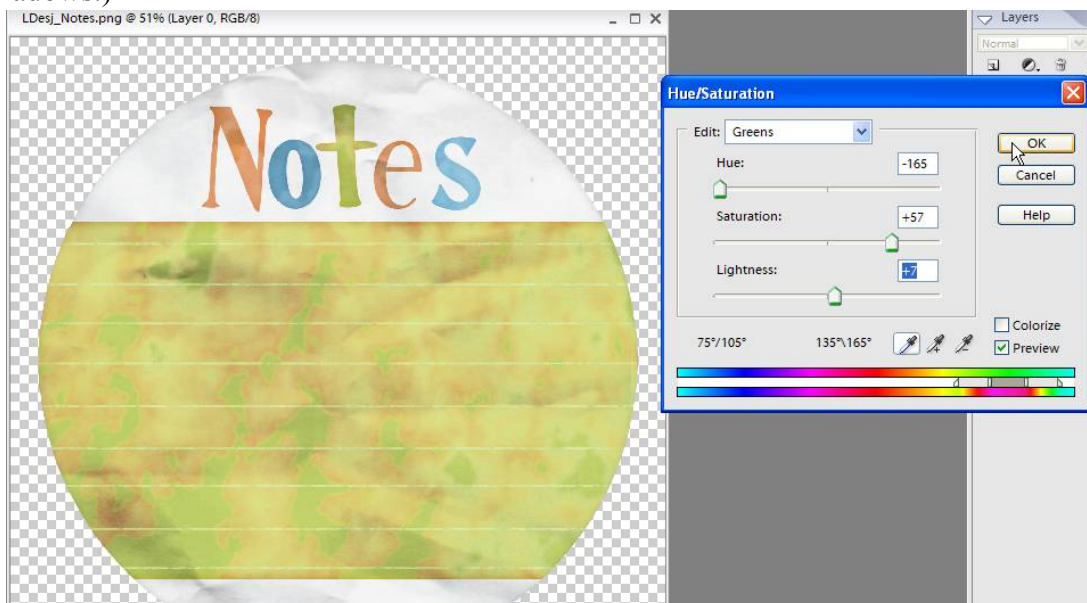 adows.)
LDesj_Notes.png @ 51% (Layer 0, RGB/8)
Layers
Normal
Notes
Hue/Saturation
Edit: Greens
OK
Hue: -165
Cancel
Saturation: +57
Help
Lightness: +7
Colorize
75°/105° 135°\165°
Preview